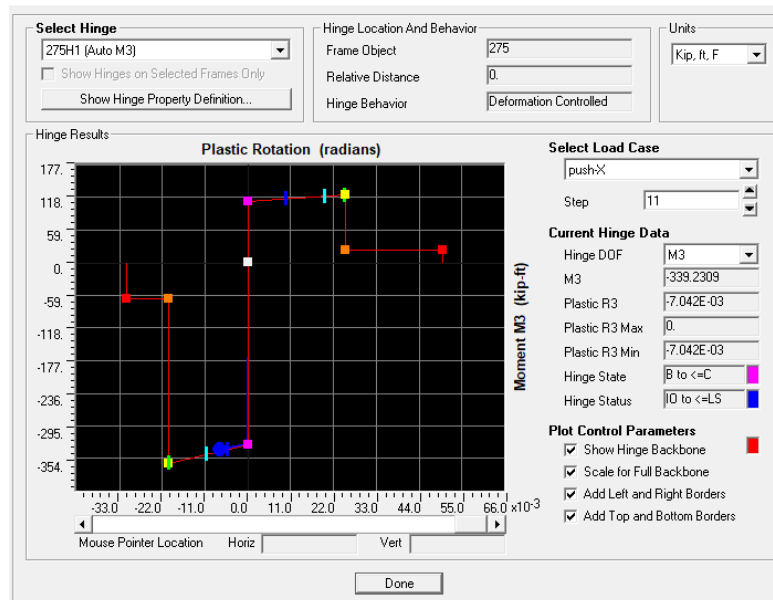 Select Hinge
275H1 (Auto M3)
Show Hinges on Selected Frames Only
Show Hinge Property Definition...
Hinge Location And Behavior
Frame Object 275
Relative Distance 0.
Hinge Behavior Deformation Controlled
Units
Kip, ft, F
Hinge Results
Plastic Rotation (radians)
177.
118.
59.
0.
-59.
-118.
-177.
-236.
-295.
-354.
-33.0 -22.0 -11.0 0.0 11.0 22.0 33.0 44.0 55.0 66.0 x10-3
Moment M3 (kip-ft)
Mouse Pointer Location Horiz Vert
Select Load Case
push-X
Step 11
Current Hinge Data
Hinge DOF M3
M3 -339.2309
Plastic R3 -7.042E-03
Plastic R3 Max 0.
Plastic R3 Min -7.042E-03
Hinge State B to <=C
Hinge Status IO to <=LS
Plot Control Parameters
Show Hinge Backbone
Scale for Full Backbone
Add Left and Right Borders
Add Top and Bottom Borders
Done